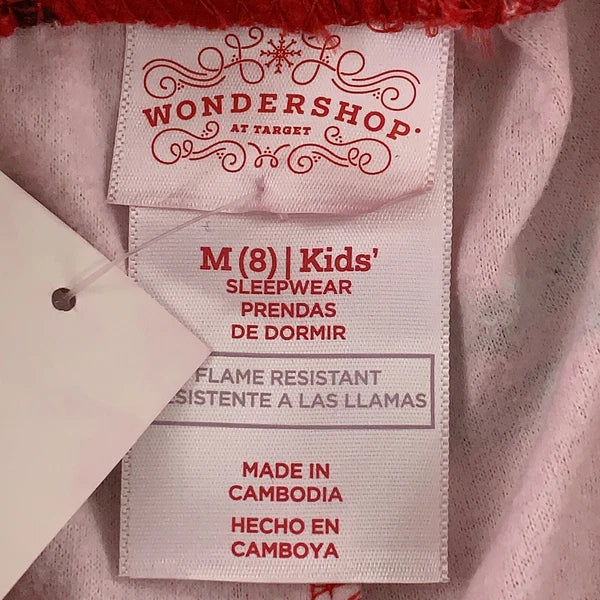 WONDERSHOP®
AT TARGET
M (8) | Kids'
SLEEPWEAR
PRENDAS
DE DORMIR
FLAME RESISTANT
ESISTENTE A LAS LLAMAS
MADE IN
CAMBODIA
HECHO EN
CAMBOYA